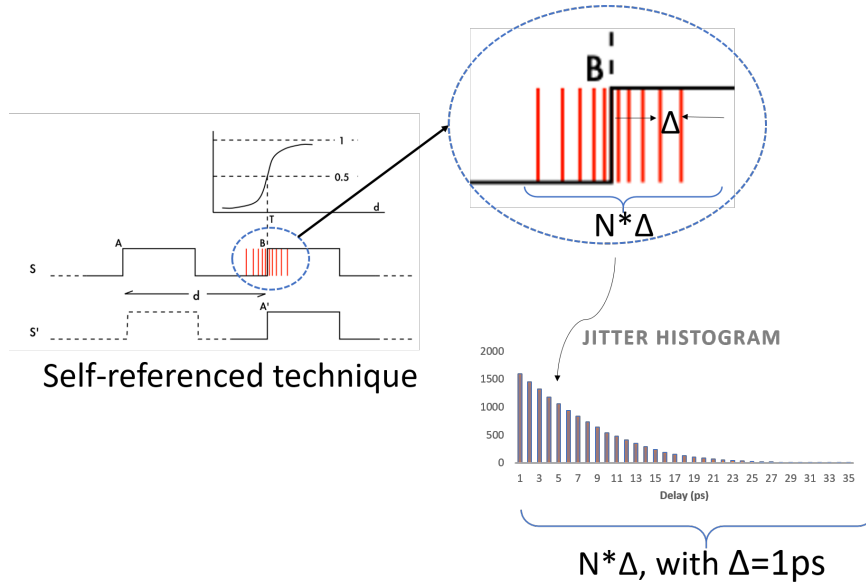 B
Δ
N*Δ
1
0.5
d
T
A
B
S
d
A'
S'
Self-referenced technique
JITTER HISTOGRAM
2000
1500
1000
500
0
1 3 5 7 9 11 13 15 17 19 21 23 25 27 29 31 33 35
Delay (ps)
N*Δ, with Δ=1ps